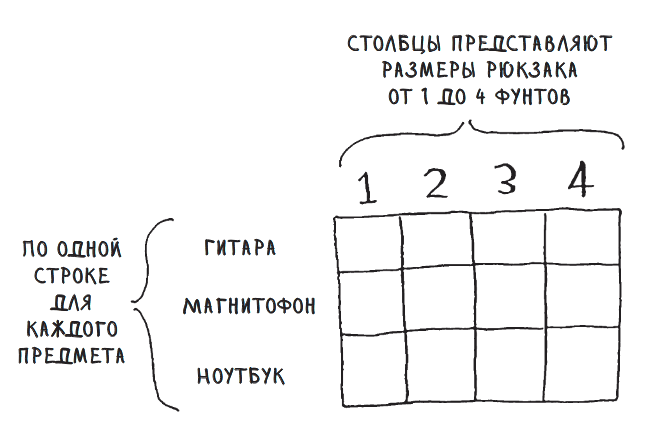 СТОЛБЦЫ ПРЕДСТАВЛЯЮТ
РАЗМЕРЫ РЮКЗАКА
ОТ 1 ДО 4 ФУНТОВ
1 2 3 4
ПО ОДНОЙ
СТРОКЕ
ДЛЯ
КАЖДОГО
ПРЕДМЕТА
ГИТАРА
МАГНИТОФОН
НОУТБУК